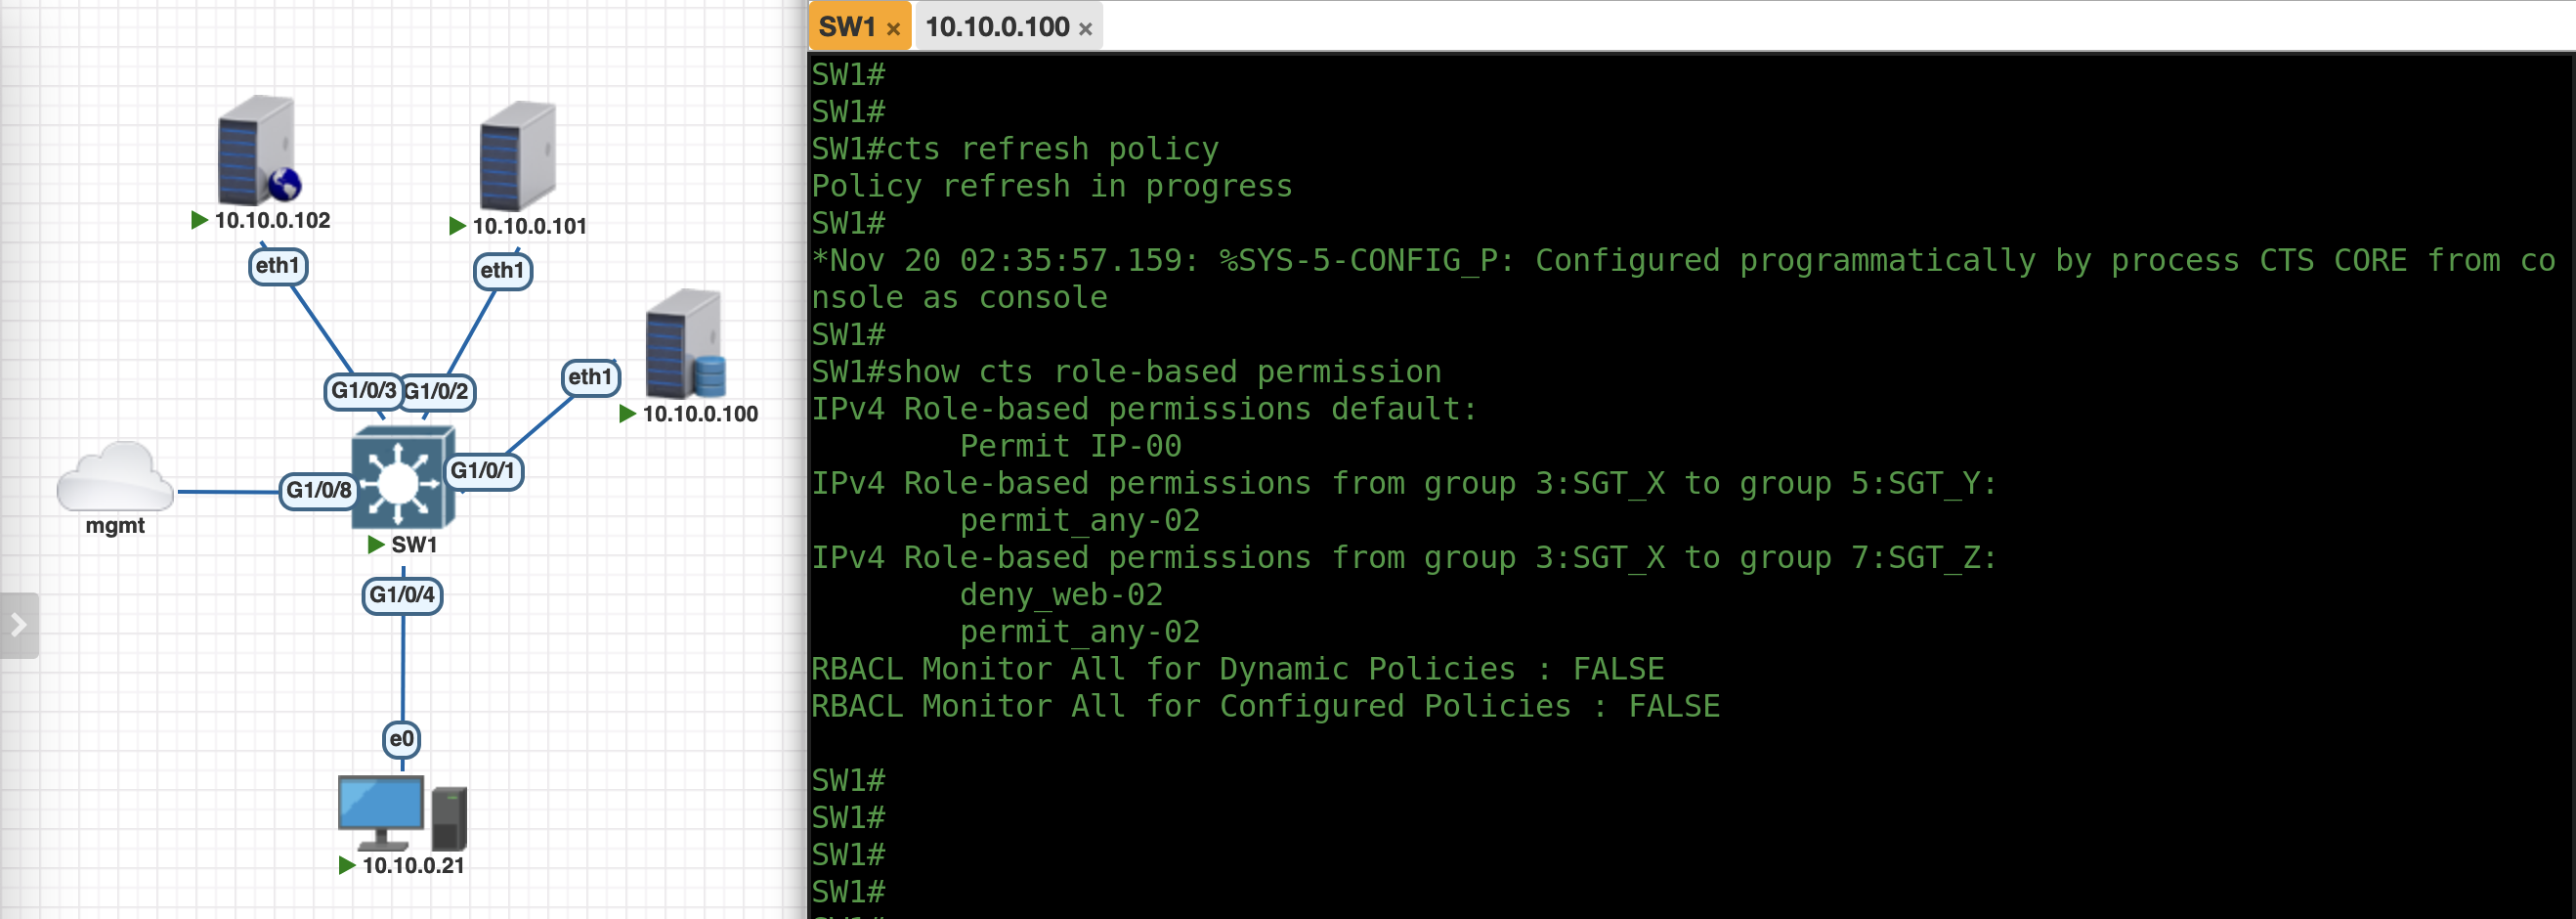 10.10.0.102
10.10.0.101
eth1
eth1
eth1
G1/0/3
G1/0/2
10.10.0.100
G1/0/1
G1/0/8
mgmt
SW1
G1/0/4
e0
10.10.0.21
SW1 ×
10.10.0.100 ×
SW1#
SW1#
SW1#cts refresh policy
Policy refresh in progress
SW1#
*Nov 20 02:35:57.159: %SYS-5-CONFIG_P: Configured programmatically by process CTS CORE from co
nsole as console
SW1#
SW1#show cts role-based permission
IPv4 Role-based permissions default:
        Permit IP-00
IPv4 Role-based permissions from group 3:SGT_X to group 5:SGT_Y:
        permit_any-02
IPv4 Role-based permissions from group 3:SGT_X to group 7:SGT_Z:
        deny_web-02
        permit_any-02
RBACL Monitor All for Dynamic Policies : FALSE
RBACL Monitor All for Configured Policies : FALSE
SW1#
SW1#
SW1#
SW1#